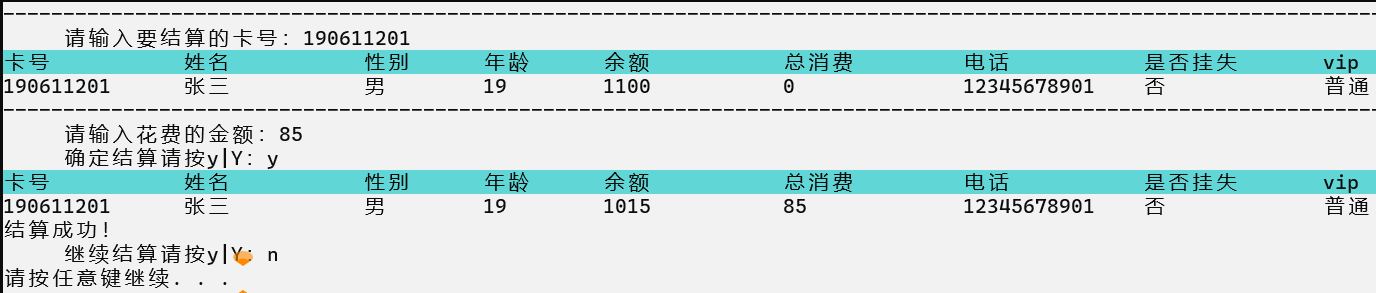 请输入要结算的卡号: 190611201
卡号 姓名 性别 年龄 余额 总消费 电话 是否挂失 vip
190611201 张三 男 19 1100 0 12345678901 否 普通
请输入花费的金额: 85
确定结算请按y|Y: y
卡号 姓名 性别 年龄 余额 总消费 电话 是否挂失 vip
190611201 张三 男 19 1015 85 12345678901 否 普通
结算成功!
继续结算请按y|Y: n
请按任意键继续. . .